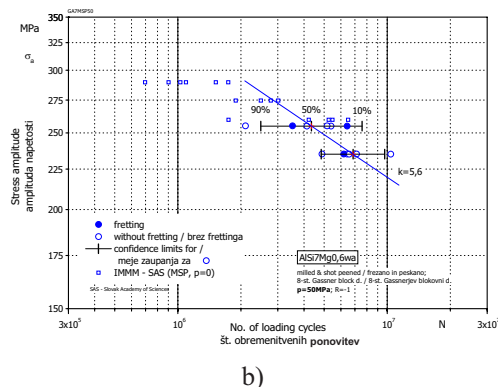 GA7MSP50
MPa
σa
350
300
275
250
225
200
175
150
Stress amplitude
amplituda napetosti
90%
50%
10%
k=5,6
fretting
without fretting / brez frettinga
confidence limits for /
meje zaupanja za
IMMM - SAS (MSP, p=0)
SAS - Slovak Academy of Sciences
AlSi7Mg0,6wa
milled & shot peened / frezano in peskano;
8-st. Gassner block d. / 8-st. Gassnerjev blokovni d.
p=50MPa; R=-1
3x10⁵
10⁶
10⁷
N
3x10⁷
No. of loading cycles
št. obremenitvenih ponovitev
b)